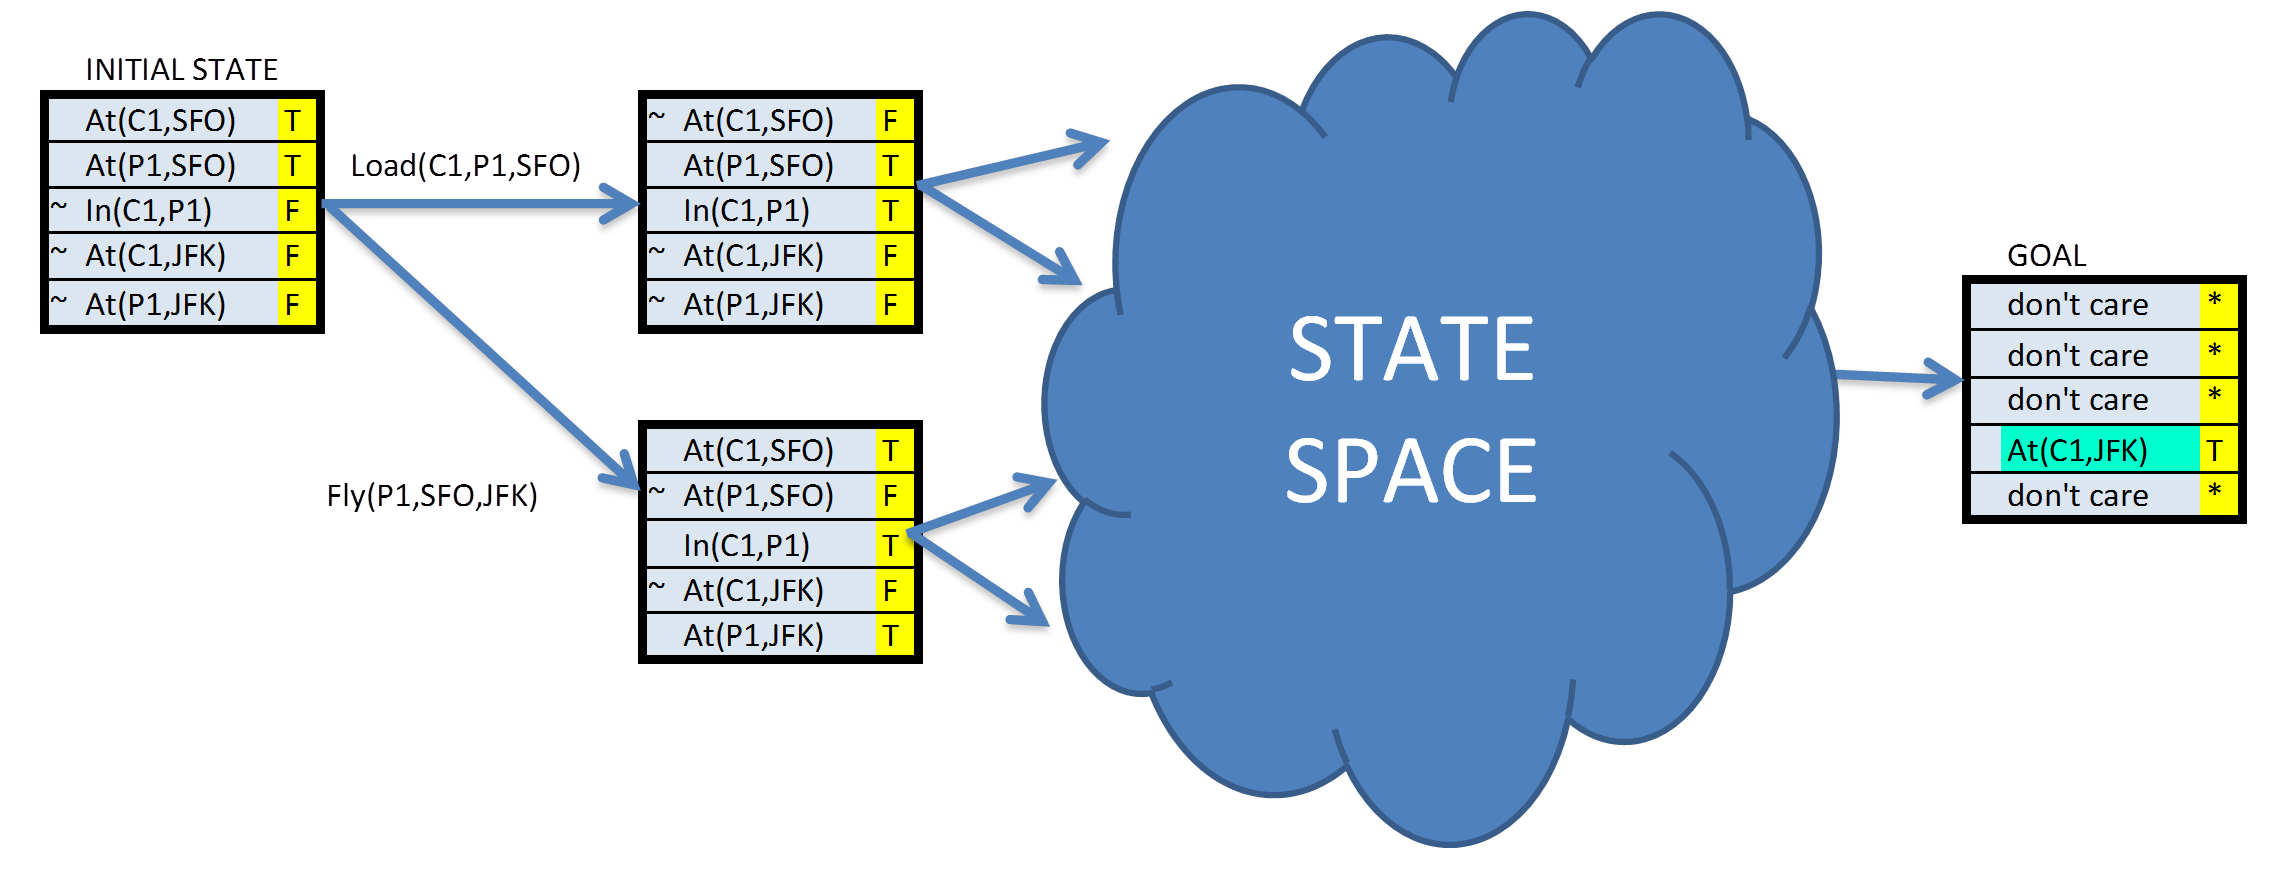 INITIAL STATE
At(C1,SFO) T
At(P1,SFO) T
~ In(C1,P1) F
~ At(C1,JFK) F
~ At(P1,JFK) F
Load(C1,P1,SFO)
~ At(C1,SFO) F
At(P1,SFO) T
In(C1,P1) T
~ At(C1,JFK) F
~ At(P1,JFK) F
Fly(P1,SFO,JFK)
At(C1,SFO) T
~ At(P1,SFO) F
In(C1,P1) T
~ At(C1,JFK) F
At(P1,JFK) T
STATE
SPACE
GOAL
don't care *
don't care *
don't care *
At(C1,JFK) T
don't care *